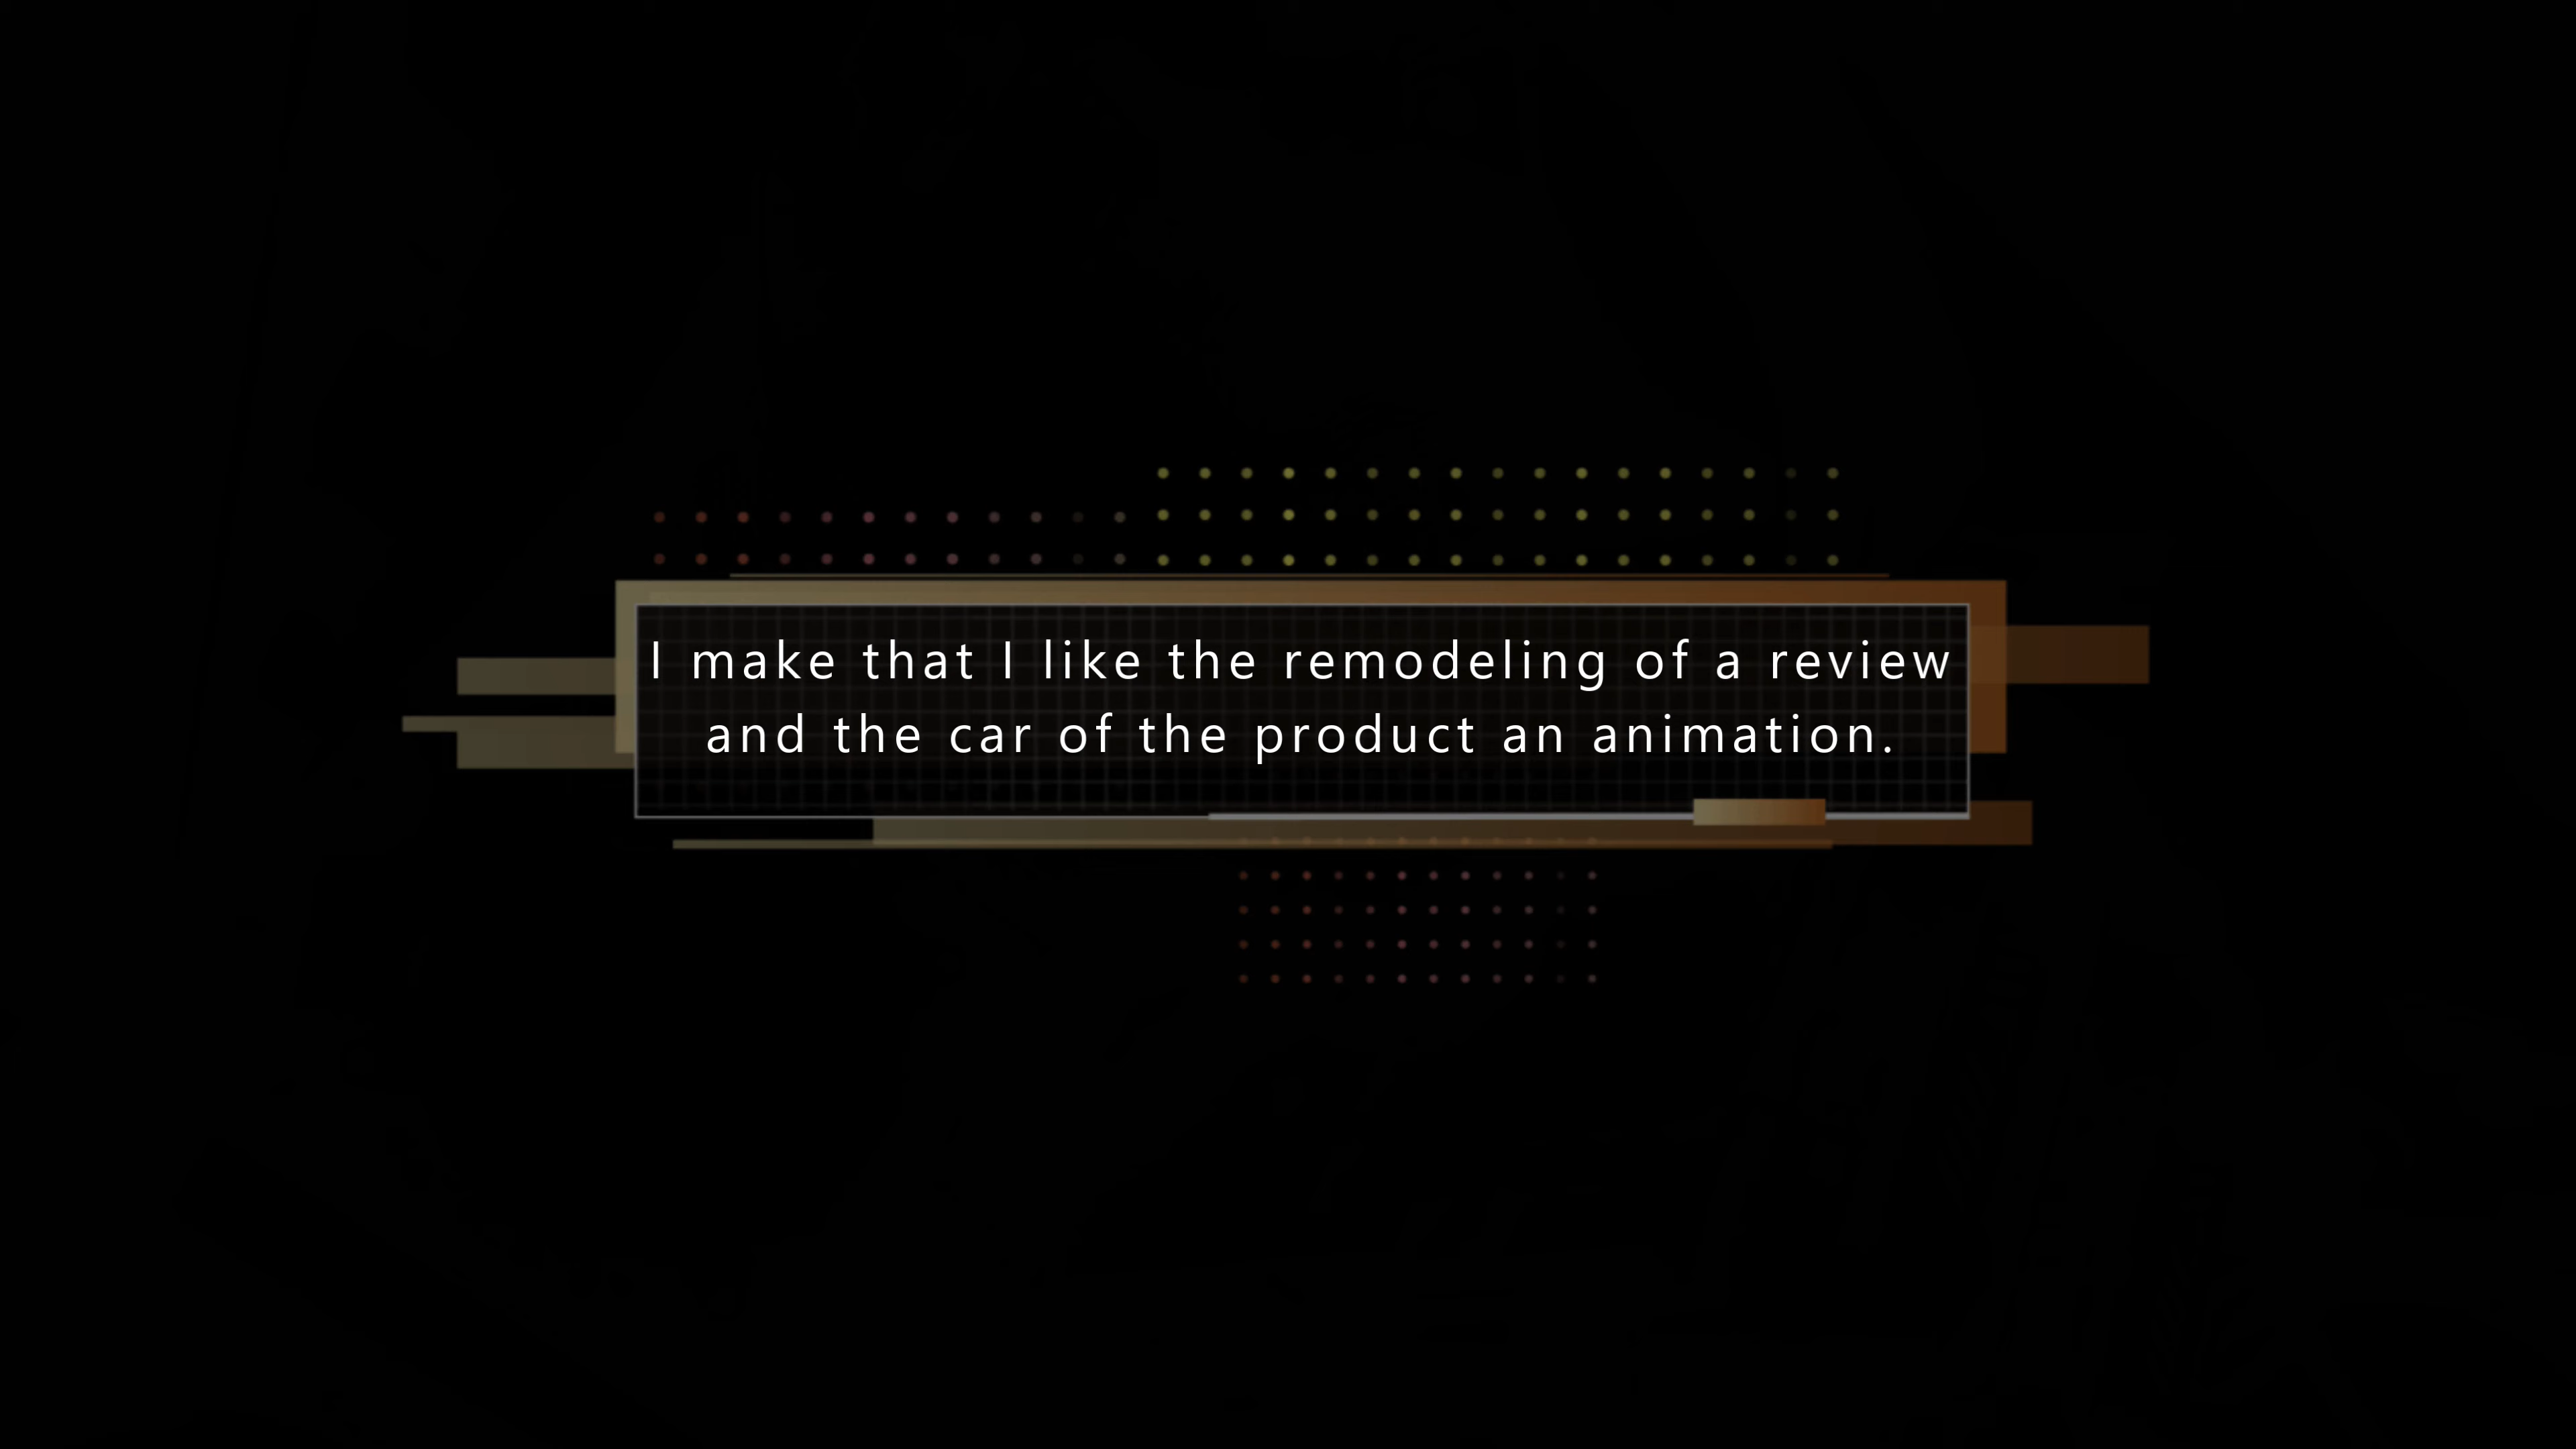 I make that I like the remodeling of a review
and the car of the product an animation.